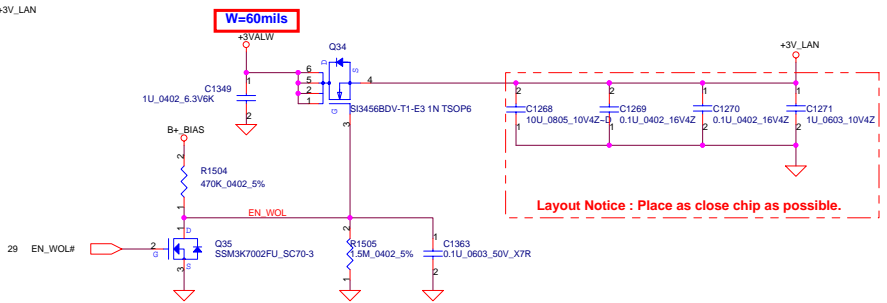 +3V_LAN
W=60mils
+3VALW
Q34
+3V_LAN
D
S
G
6
5
2
1
4
3
C1349
1U_0402_6.3V6K
1
2
SI3456BDV-T1-E3 1N TSOP6
2
1
C1268
10U_0805_10V4Z-D
2
1
C1269
0.1U_0402_16V4Z
1
2
C1270
0.1U_0402_16V4Z
1
2
C1271
1U_0603_10V4Z
Layout Notice : Place as close chip as possible.
B+_BIAS
2
R1504
470K_0402_5%
1
EN_WOL
29 EN_WOL#
2
G
1
D
3
S
Q35
SSM3K7002FU_SC70-3
2
R1505
1.5M_0402_5%
1
1
C1363
0.1U_0603_50V_X7R
2